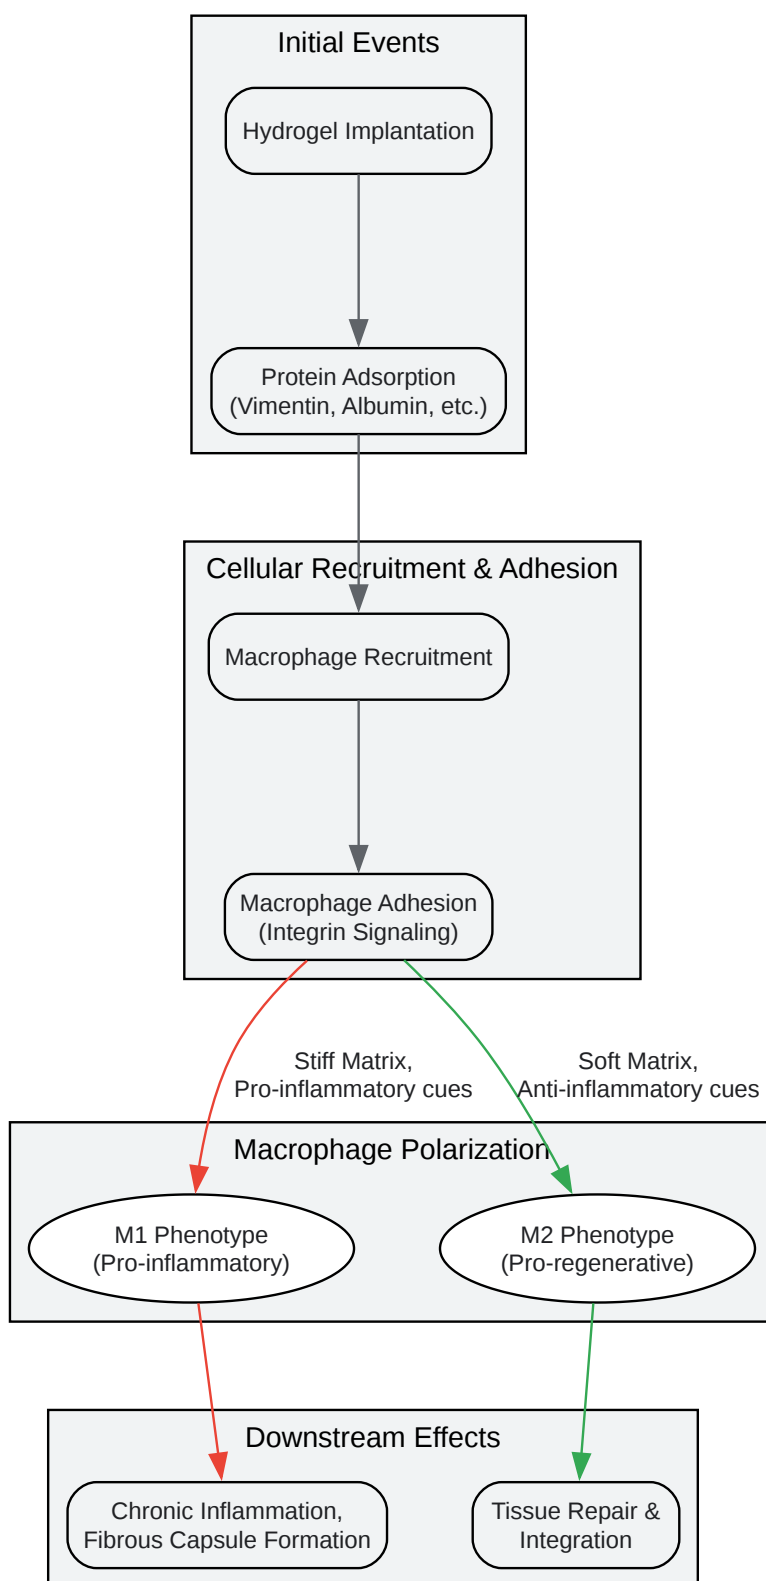 Initial Events
Hydrogel Implantation
Protein Adsorption
(Vimentin, Albumin, etc.)
Cellular Recruitment & Adhesion
Macrophage Recruitment
Macrophage Adhesion
(Integrin Signaling)
Stiff Matrix,
Pro-inflammatory cues
Soft Matrix,
Anti-inflammatory cues
Macrophage Polarization
M1 Phenotype
(Pro-inflammatory)
M2 Phenotype
(Pro-regenerative)
Downstream Effects
Chronic Inflammation,
Fibrous Capsule Formation
Tissue Repair &
Integration